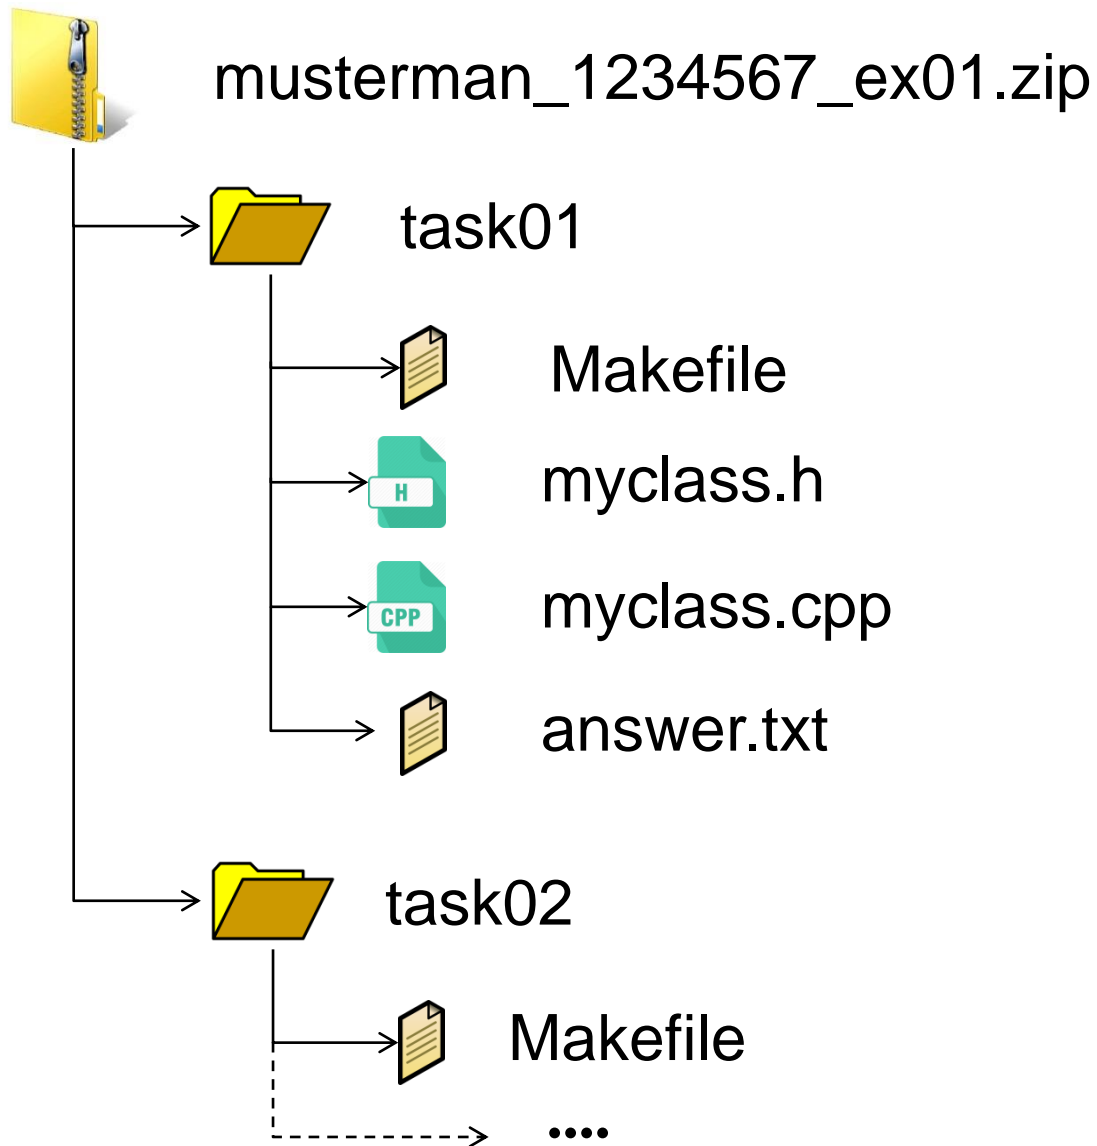 musterman_1234567_ex01.zip
task01
Makefile
H
myclass.h
CPP
myclass.cpp
answer.txt
task02
Makefile
••••